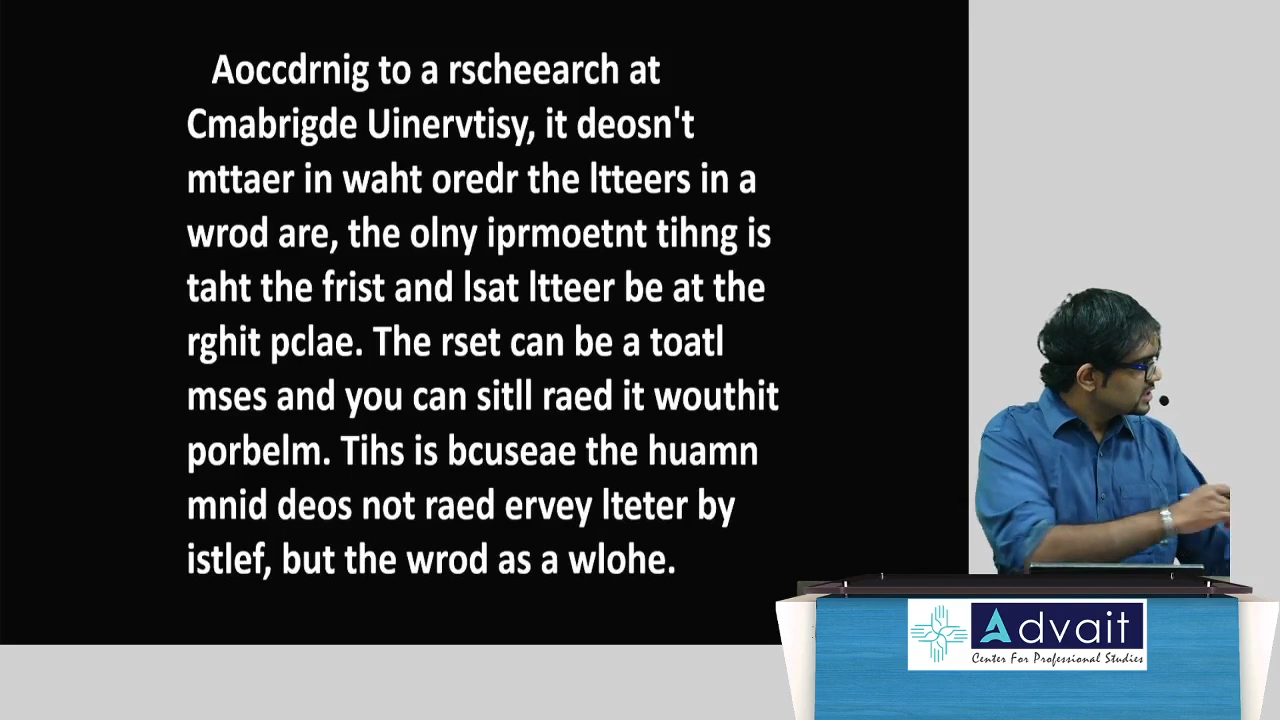 Aoccdrnig to a rscheearch at
Cmabrigde Uinervtisy, it deosn't
mttaer in waht oredr the ltteers in a
wrod are, the olny iprmoetnt tihng is
taht the frist and lsat ltteer be at the
rghit pclae. The rset can be a toatl
mses and you can sitll raed it wouthit
porbelm. Tihs is bcuseae the huamn
mnid deos not raed ervey lteter by
istlef, but the wrod as a wlohe.
Advait
Center For Professional Studies